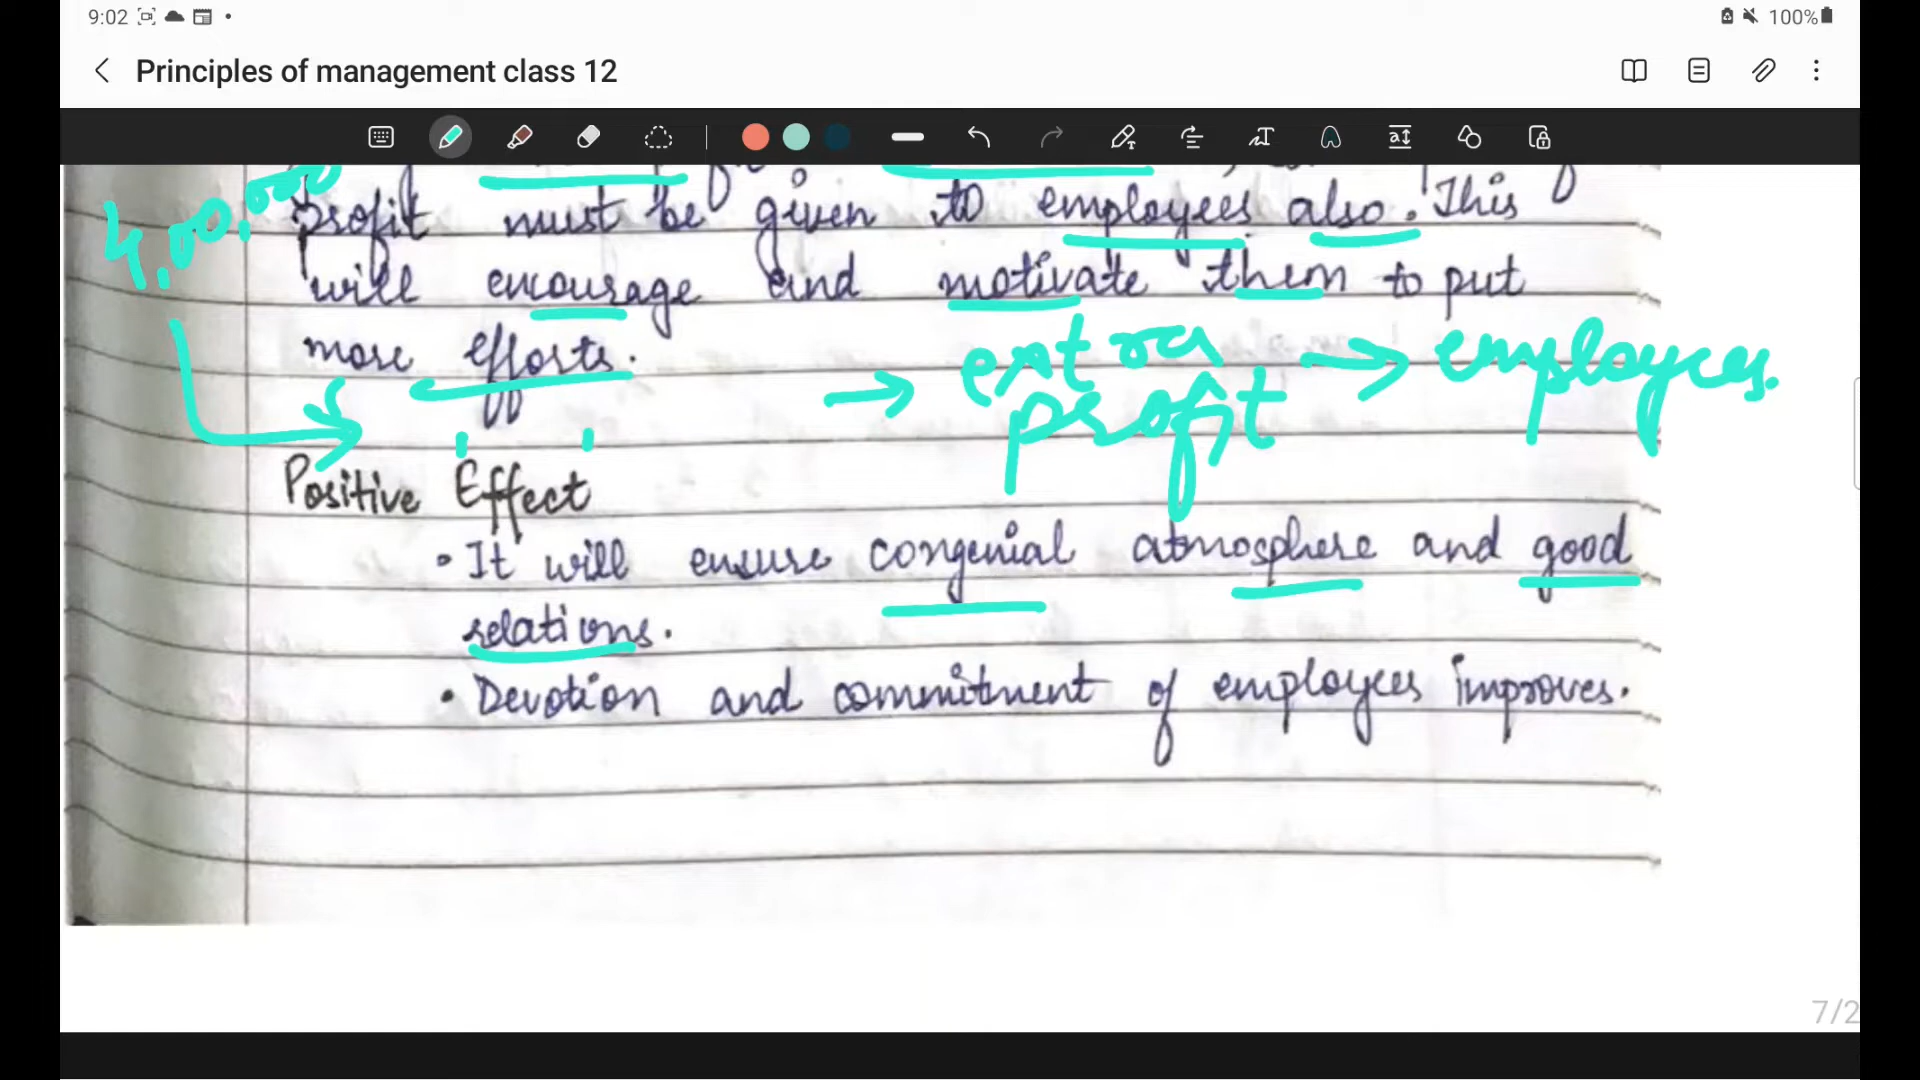 9:02
100%
Principles of management class 12
4,00,000
profit must be given to employees also. This
will encourage and motivate them to put
more efforts.
→ extra profit → employees.
Positive Effect
• It will ensure congenial atmosphere and good
relations.
• Devotion and commitment of employees improves.
7/2